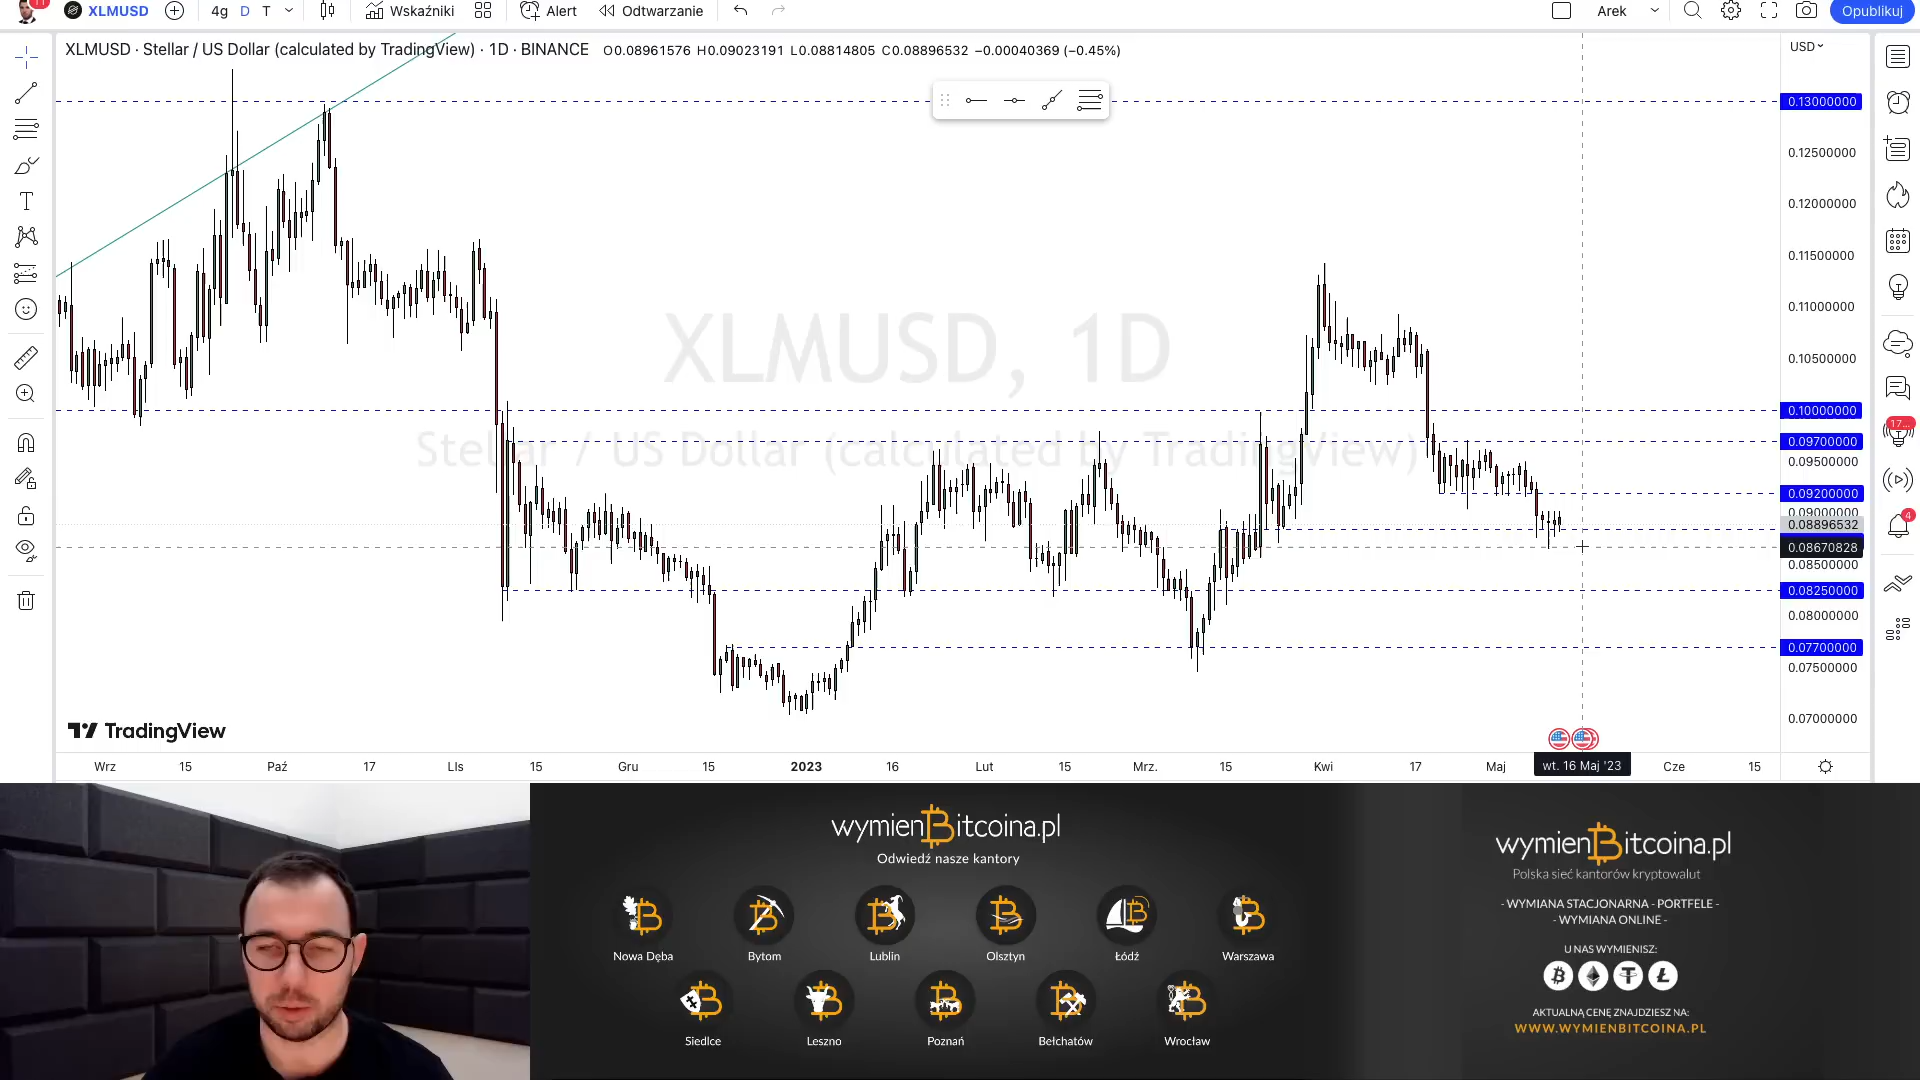 11
XLMUSD
4g
D
T
Wskaźniki
Alert
Odtwarzanie
Arek
Opublikuj
XLMUSD · Stellar / US Dollar (calculated by TradingView) · 1D · BINANCE O0.08961576 H0.09023191 L0.08814805 C0.08896532 −0.00040369 (−0.45%)
USD
XLMUSD, 1D
Stellar / US Dollar (calculated by TradingView)
0.13000000
0.12500000
0.12000000
0.11500000
0.11000000
0.10500000
0.10000000
0.09700000
0.09500000
0.09200000
0.09000000
0.08896532
0.08670828
0.08500000
0.08250000
0.08000000
0.07700000
0.07500000
0.07000000
17...
4
TradingView
Wrz 15 Paź 17 LIs 15 Gru 15 2023 16 Lut 15 Mrz. 15 Kwi 17 Maj wt. 16 Maj '23 Cze 15
wymienBitcoina.pl
Odwiedź nasze kantory
Nowa Dęba
Bytom
Lublin
Olsztyn
Łódź
Warszawa
Siedlce
Leszno
Poznań
Bełchatów
Wrocław
wymienBitcoina.pl
Polska sieć kantorów kryptowalut
- WYMIANA STACJONARNA - PORTFELE -
- WYMIANA ONLINE -
U NAS WYMIENISZ:
AKTUALNĄ CENĘ ZNAJDZIESZ NA:
WWW.WYMIENBITCOINA.PL